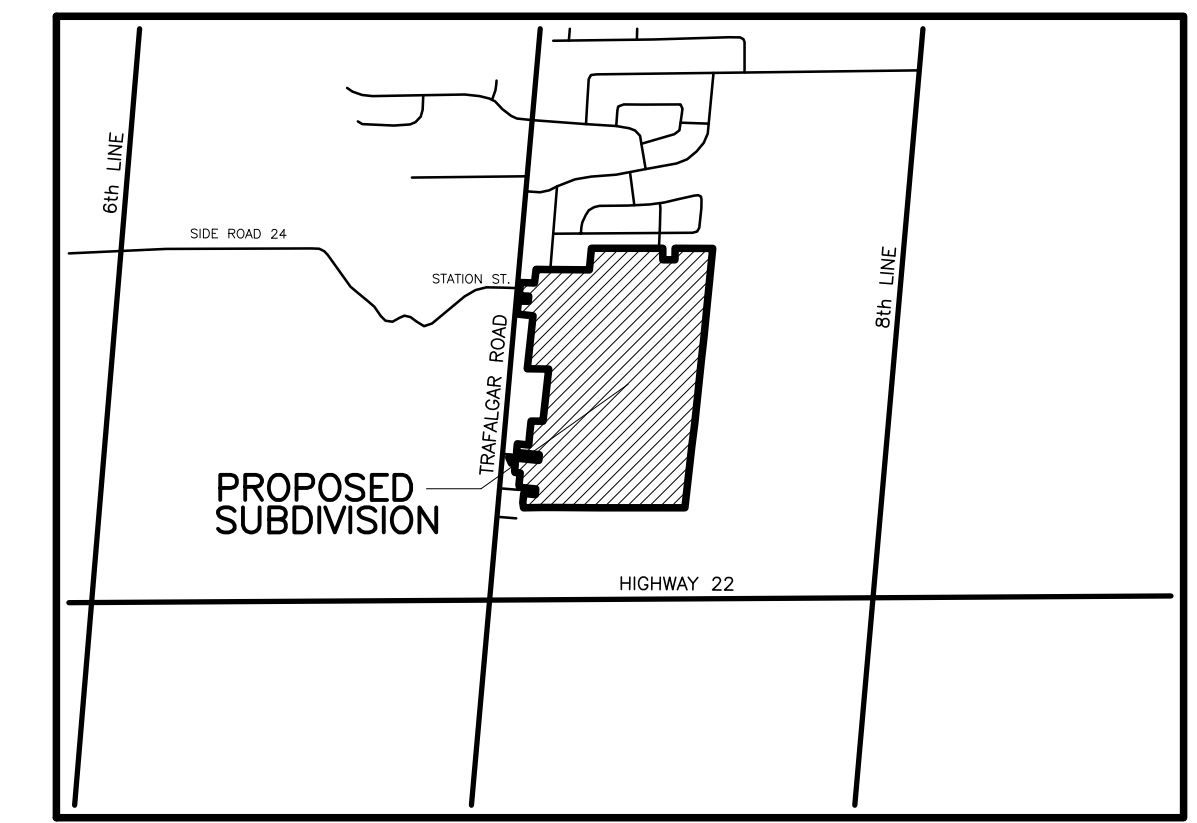 6th LINE
SIDE ROAD 24
STATION ST.
8th LINE
TRAFALGAR ROAD
PROPOSED
SUBDIVISION
HIGHWAY 22